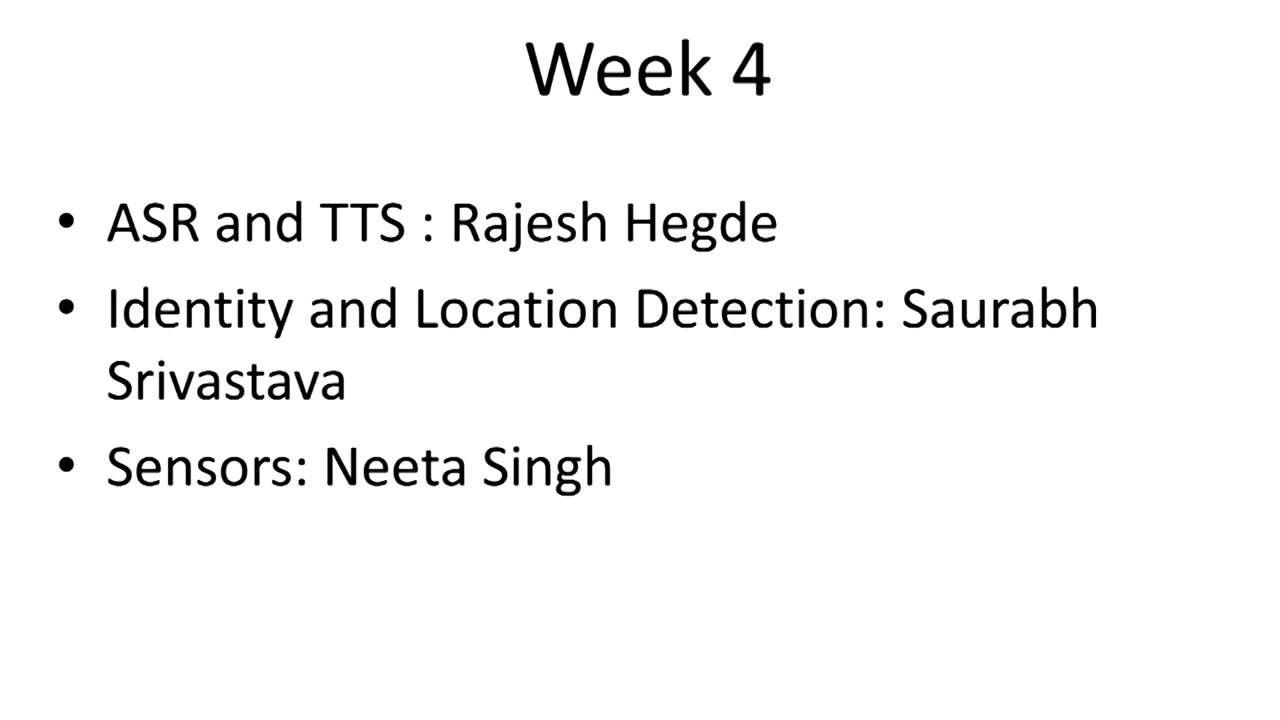 Week 4
• ASR and TTS : Rajesh Hegde
• Identity and Location Detection: Saurabh
Srivastava
• Sensors: Neeta Singh